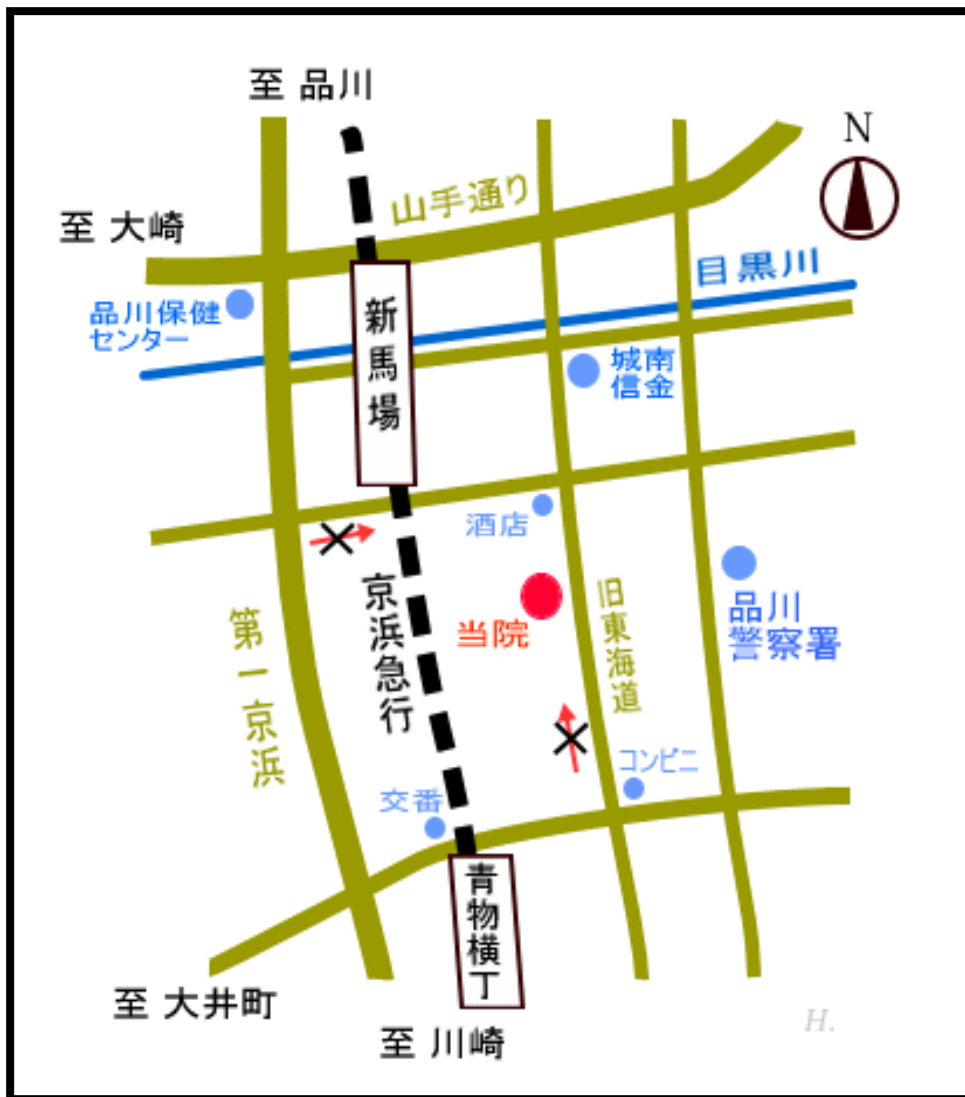 至 品川
N
山手通り
至 大崎
目黒川
品川保健
センター
新馬場
城南
信金
酒店
京浜急行
当院
旧東海道
品川
警察署
第一京浜
コンビニ
交番
青物横丁
至 大井町
至 川崎
H.